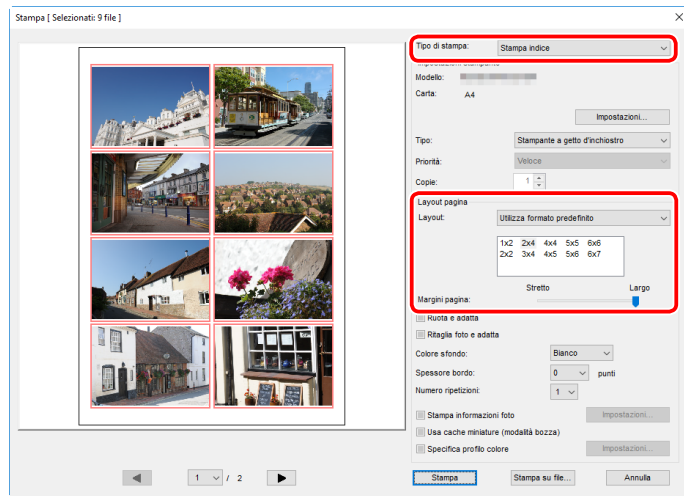 Stampa [ Selezionati: 9 file ]
Tipo di stampa: Stampa indice
Impostazioni stampante
Modello:
Carta: A4
Impostazioni...
Tipo: Stampante a getto d'inchiostro
Priorità: Veloce
Copie: 1
Layout pagina
Layout: Utilizza formato predefinito
1x2 2x4 4x4 5x5 6x6
2x2 3x4 4x5 5x6 6x7
Stretto Largo
Margini pagina:
Ruota e adatta
Ritaglia foto e adatta
Colore sfondo: Bianco
Spessore bordo: 0 punti
Numero ripetizioni: 1
Stampa informazioni foto Impostazioni...
Usa cache miniature (modalità bozza)
Specifica profilo colore Impostazioni...
1 / 2
Stampa Stampa su file... Annulla